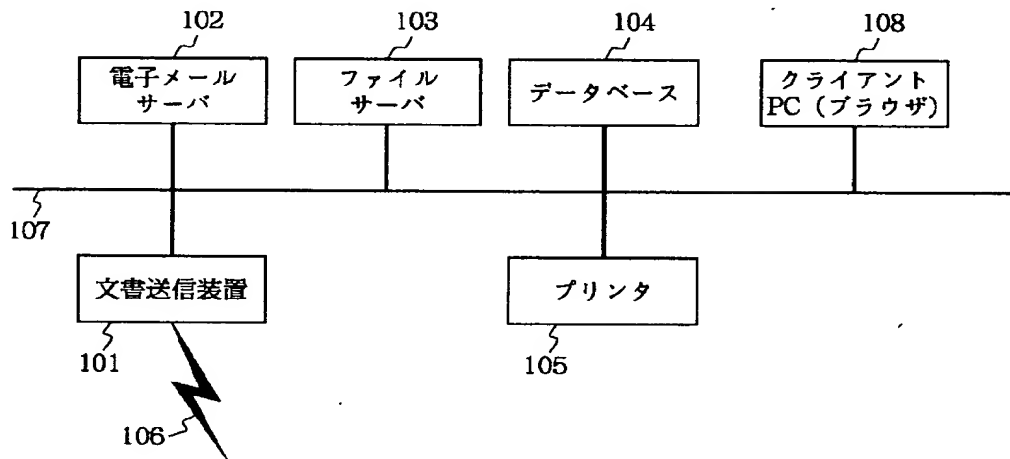 102
103
104
108
電子メール
サーバ
ファイル
サーバ
データベース
クライアント
PC（ブラウザ）
107
文書送信装置
プリンタ
101
105
106